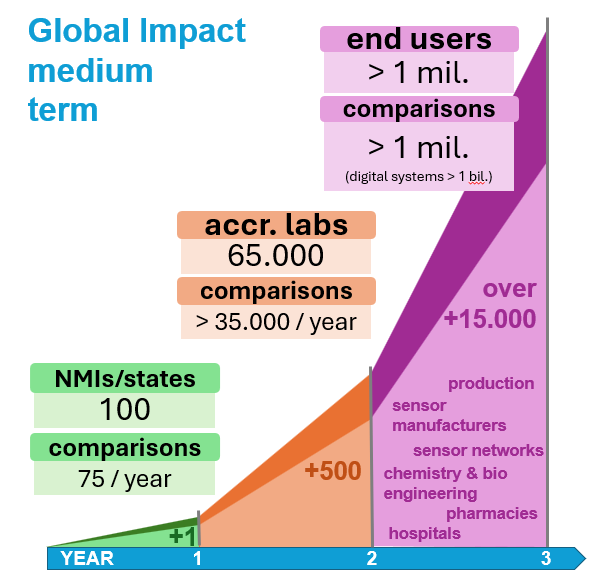 Global Impact
medium
term
end users
> 1 mil.
comparisons
> 1 mil.
(digital systems > 1 bil.)
accr. labs
65.000
comparisons
> 35.000 / year
NMIs/states
100
comparisons
75 / year
+1
+500
over
+15.000
production
sensor
manufacturers
sensor networks
chemistry & bio
engineering
pharmacies
hospitals
YEAR 1 2 3